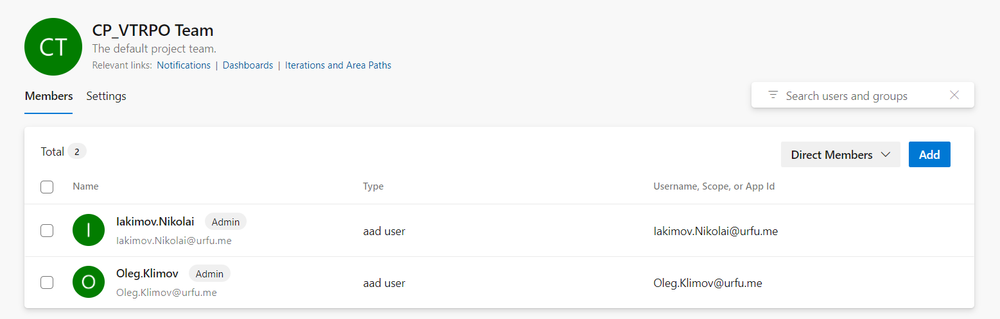 CT
CP_VTRPO Team
The default project team.
Relevant links: Notifications | Dashboards | Iterations and Area Paths
Members Settings
Search users and groups
Total 2
Direct Members Add
Name Type Username, Scope, or App Id
I Iakimov.Nikolai Admin
Iakimov.Nikolai@urfu.me
aad user Iakimov.Nikolai@urfu.me
O Oleg.Klimov Admin
Oleg.Klimov@urfu.me
aad user Oleg.Klimov@urfu.me